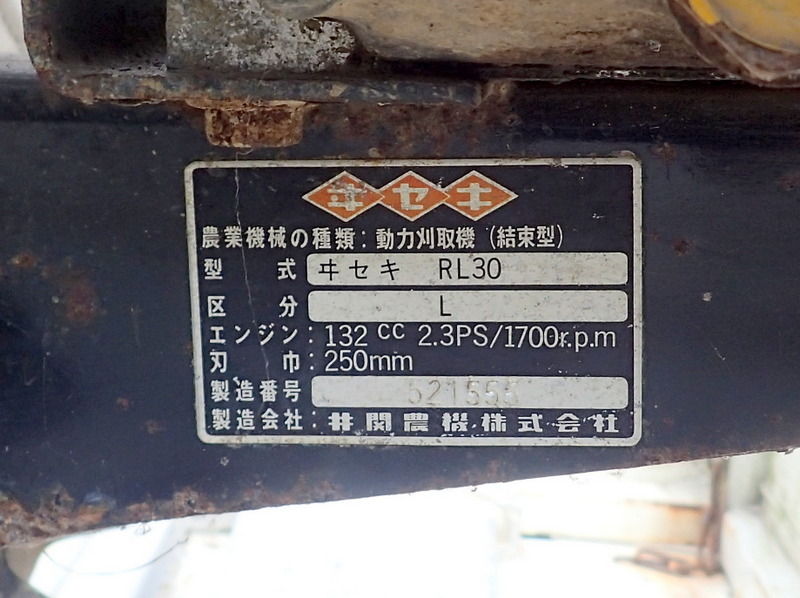 ヰセキ
農業機械の種類：動力刈取機（結束型）
型式 ヰセキ RL30
区分 L
エンジン：132cc 2.3PS/1700r.p.m
刃巾：250mm
製造番号 521555
製造会社：井関農機株式会社